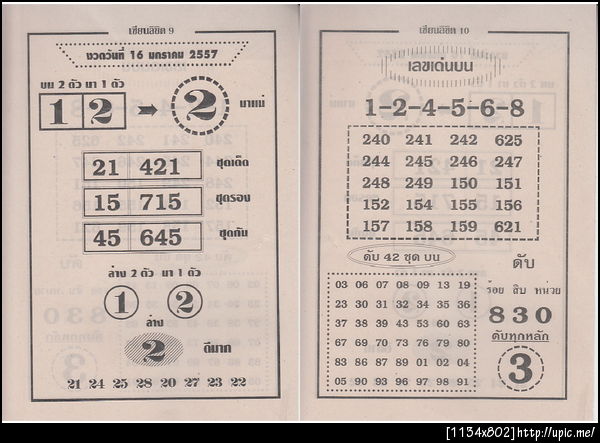 เซียนลิขิต 9
งวดวันที่ 16 มกราคม 2557
บน 2 ตัว มา 1 ตัว
1 2 ➡ 2 มาแน่
21 421 ชุดเด็ด
15 715 ชุดรอง
45 645 ชุดกัน
ล่าง 2 ตัว มา 1 ตัว
1 2
ล่าง
2 ดีมาก
21 24 25 28 20 27 23 22
เซียนลิขิต 10
เลขเด่นบน
1-2-4-5-6-8
240 241 242 625
244 245 246 247
248 249 150 151
152 154 155 156
157 158 159 621
ดับ 42 ชุด บน
03 06 07 08 09 13 19
23 30 31 32 34 35 36
37 38 39 43 53 60 63
67 69 70 73 76 79 80
83 86 87 89 01 02 04
05 90 93 96 97 98 91
ดับ
ร้อย สิบ หน่วย
8 3 0
ดับทุกหลัก
3
[1134x802]http://upic.me/